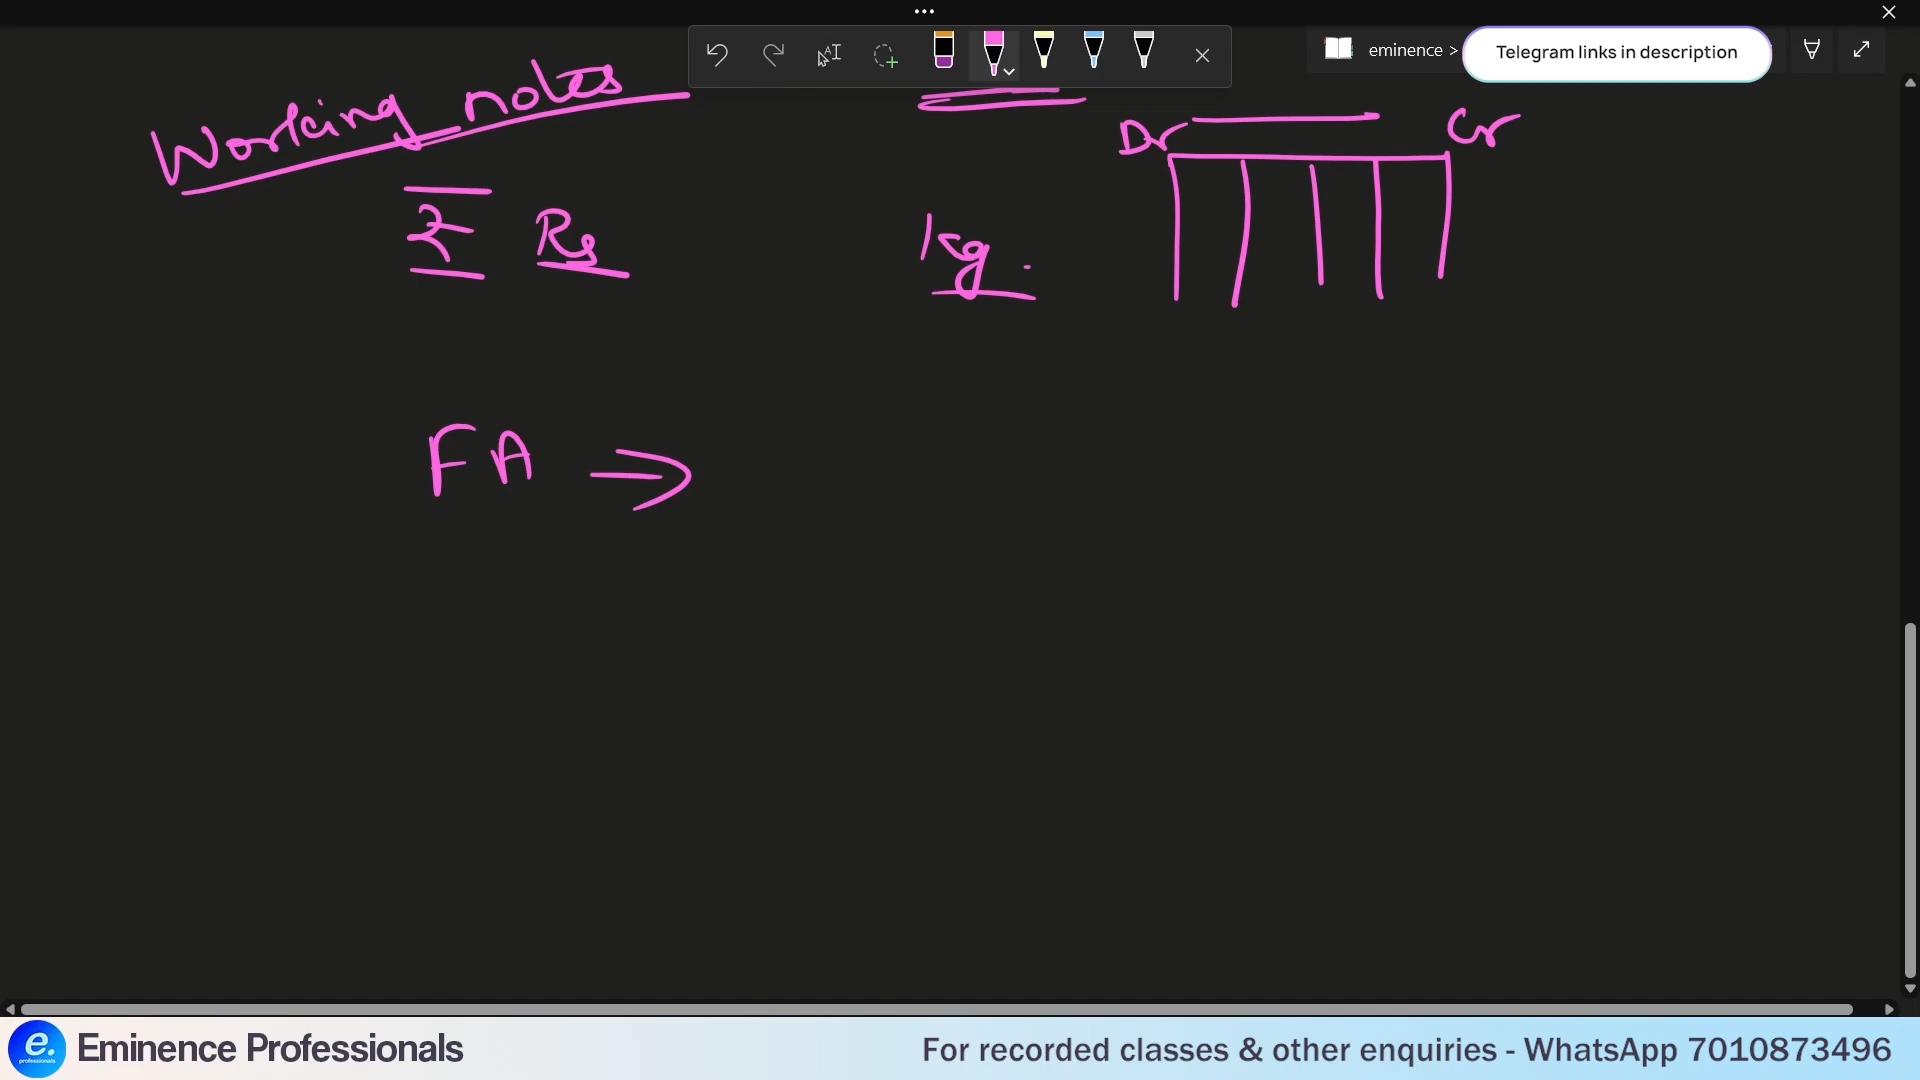 eminence >
Telegram links in description
Working notes
Dr Cr
₹ Rs Kg
FA ⇒
e.
professionals
Eminence Professionals
For recorded classes & other enquiries - WhatsApp 7010873496